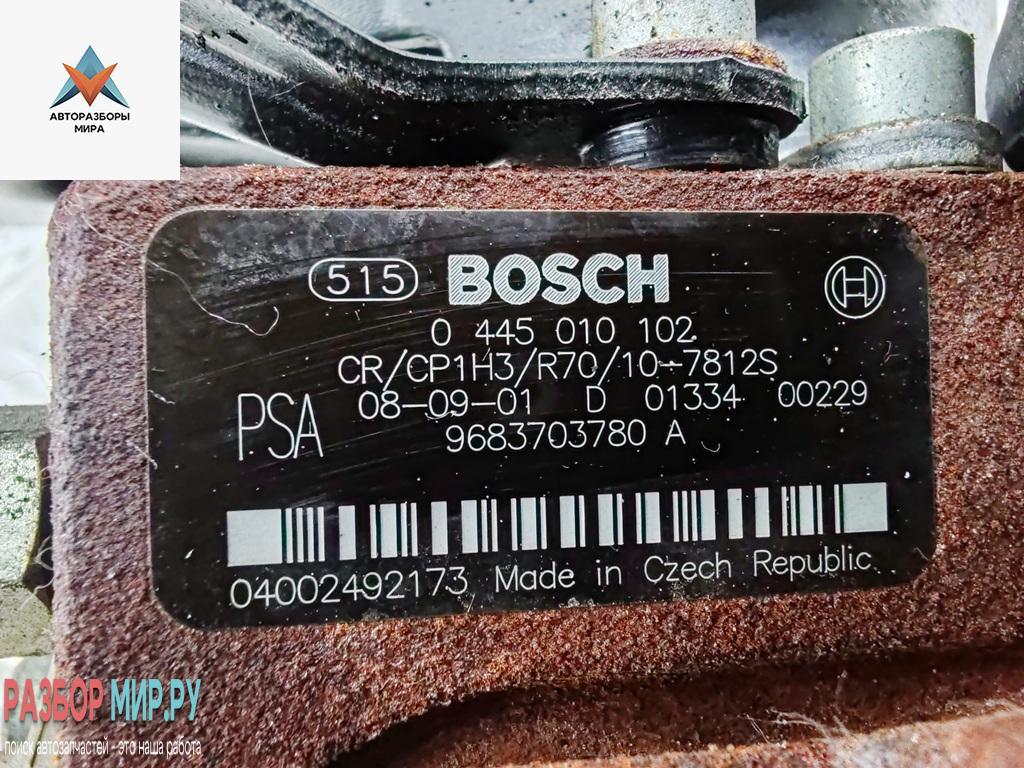 АВТОРАЗБОРЫ
МИРА
515 BOSCH H
0 445 010 102
CR/CP1H3/R70/10-7812S
PSA 08-09-01 D 01334 00229
9683703780 A
04002492173 Made in Czech Republic
РАЗБОР МИР.РУ
поиск автозапчастей - это наша работа